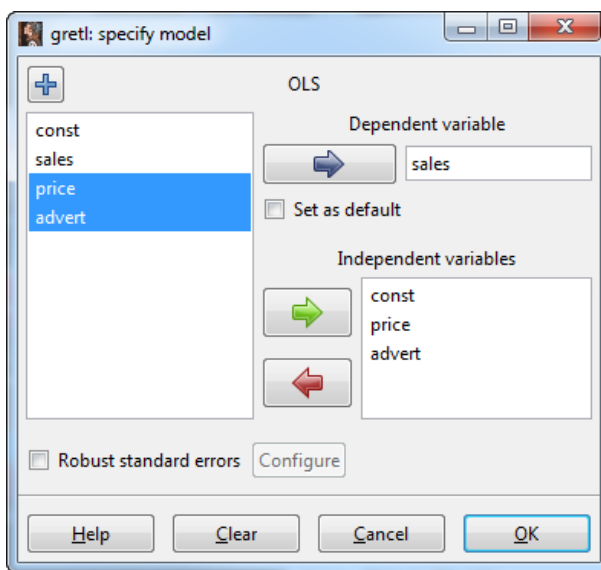 gretl: specify model
OLS
const
sales
price
advert
Dependent variable
sales
Set as default
Independent variables
const
price
advert
Robust standard errors
Configure
Help
Clear
Cancel
OK